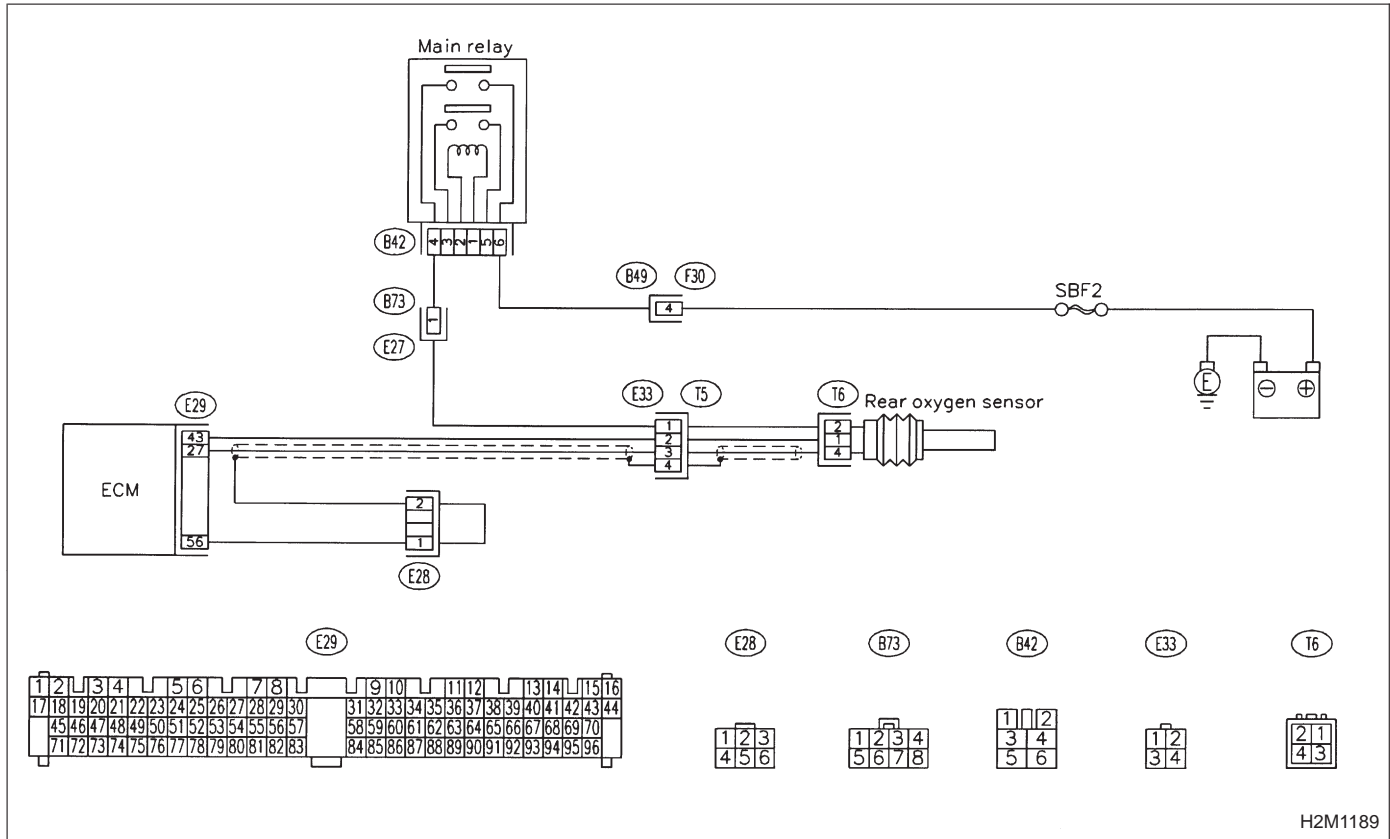 Main relay
B42
4 3 2 1 5 6
B73
1
E27
B49 F30
4
SBF2
E
⊖ ⊕
E29
43
27
56
ECM
E33 T5
1
2
3
4
T6
2
1
4
Rear oxygen sensor
2
1
E28
E29
1 2 3 4 5 6 7 8 9 10 11 12 13 14 15 16
17 18 19 20 21 22 23 24 25 26 27 28 29 30 31 32 33 34 35 36 37 38 39 40 41 42 43 44
45 46 47 48 49 50 51 52 53 54 55 56 57 58 59 60 61 62 63 64 65 66 67 68 69 70
71 72 73 74 75 76 77 78 79 80 81 82 83 84 85 86 87 88 89 90 91 92 93 94 95 96
E28
1 2 3
4 5 6
B73
1 2 3 4
5 6 7 8
B42
1 2
3 4
5 6
E33
1 2
3 4
T6
2 1
4 3
H2M1189